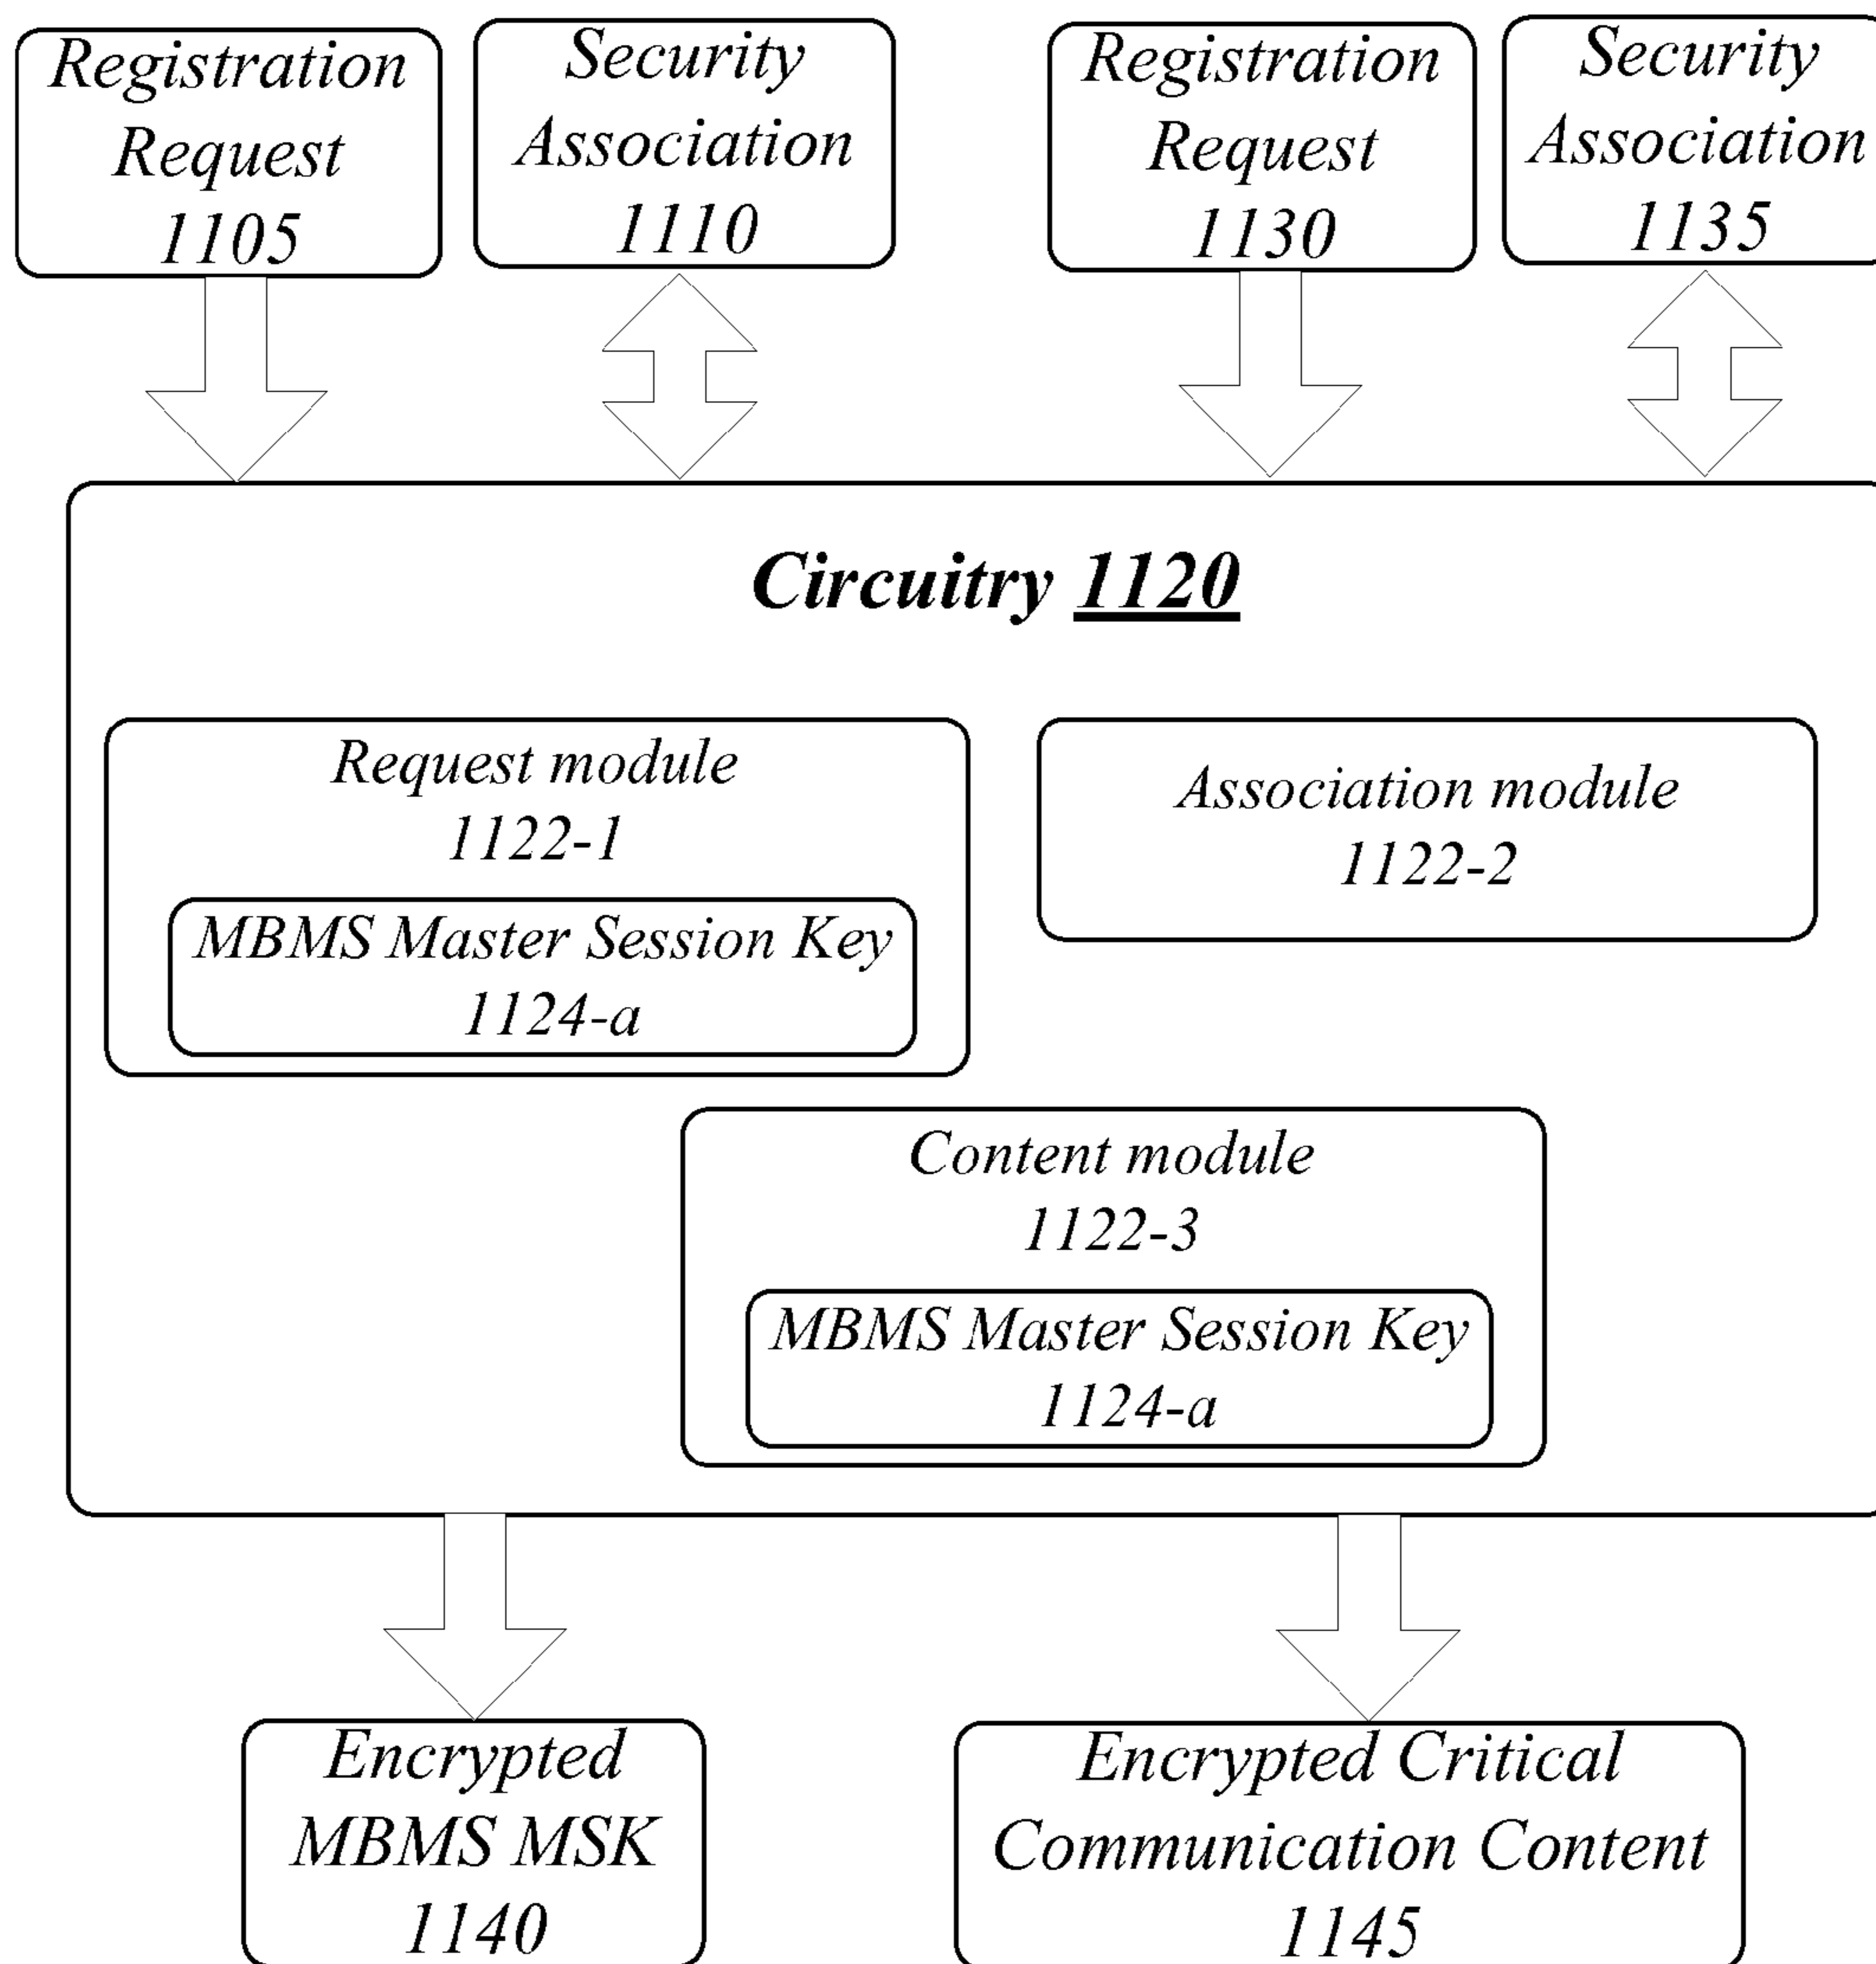 Registration
Request
1105
Security
Association
1110
Registration
Request
1130
Security
Association
1135
Circuitry 1120
Request module
1122-1
MBMS Master Session Key
1124-a
Association module
1122-2
Content module
1122-3
MBMS Master Session Key
1124-a
Encrypted
MBMS MSK
1140
Encrypted Critical
Communication Content
1145